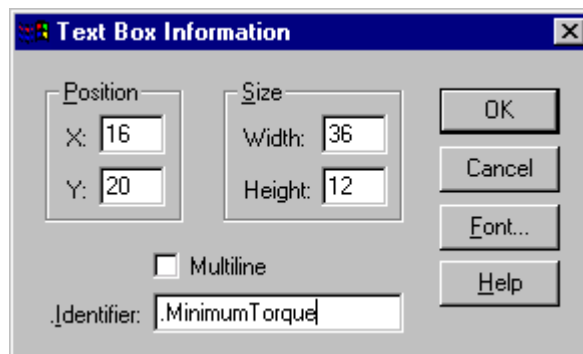 Text Box Information
Position
X: 16
Y: 20
Size
Width: 36
Height: 12
OK
Cancel
Font...
Help
Multiline
.Identifier: .MinimumTorque